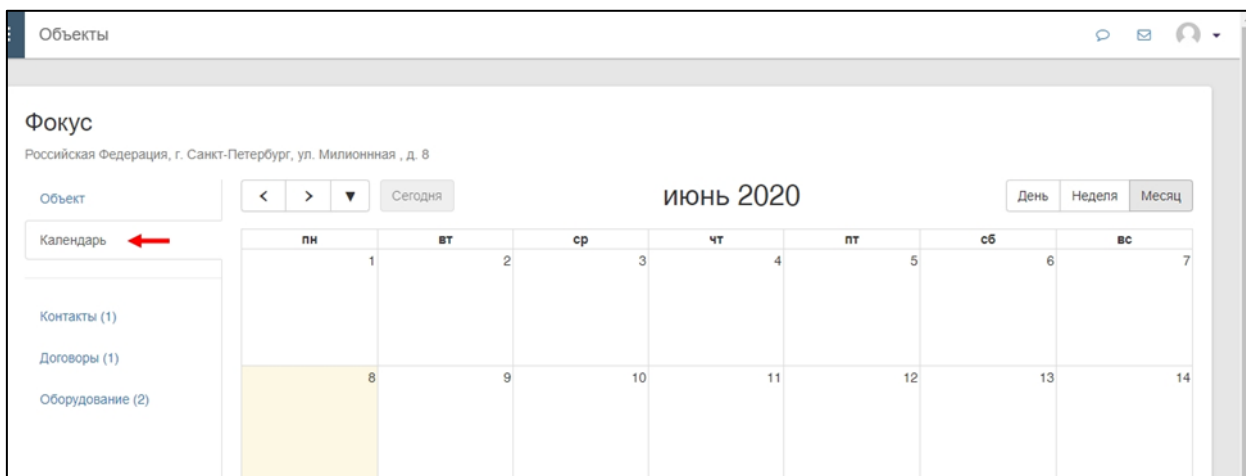 Объекты
Фокус
Российская Федерация, г. Санкт-Петербург, ул. Милионнная , д. 8
Объект
Календарь
Контакты (1)
Договоры (1)
Оборудование (2)
< > ▼ Сегодня июнь 2020 День Неделя Месяц
пн вт ср чт пт сб вс
1 2 3 4 5 6 7
8 9 10 11 12 13 14